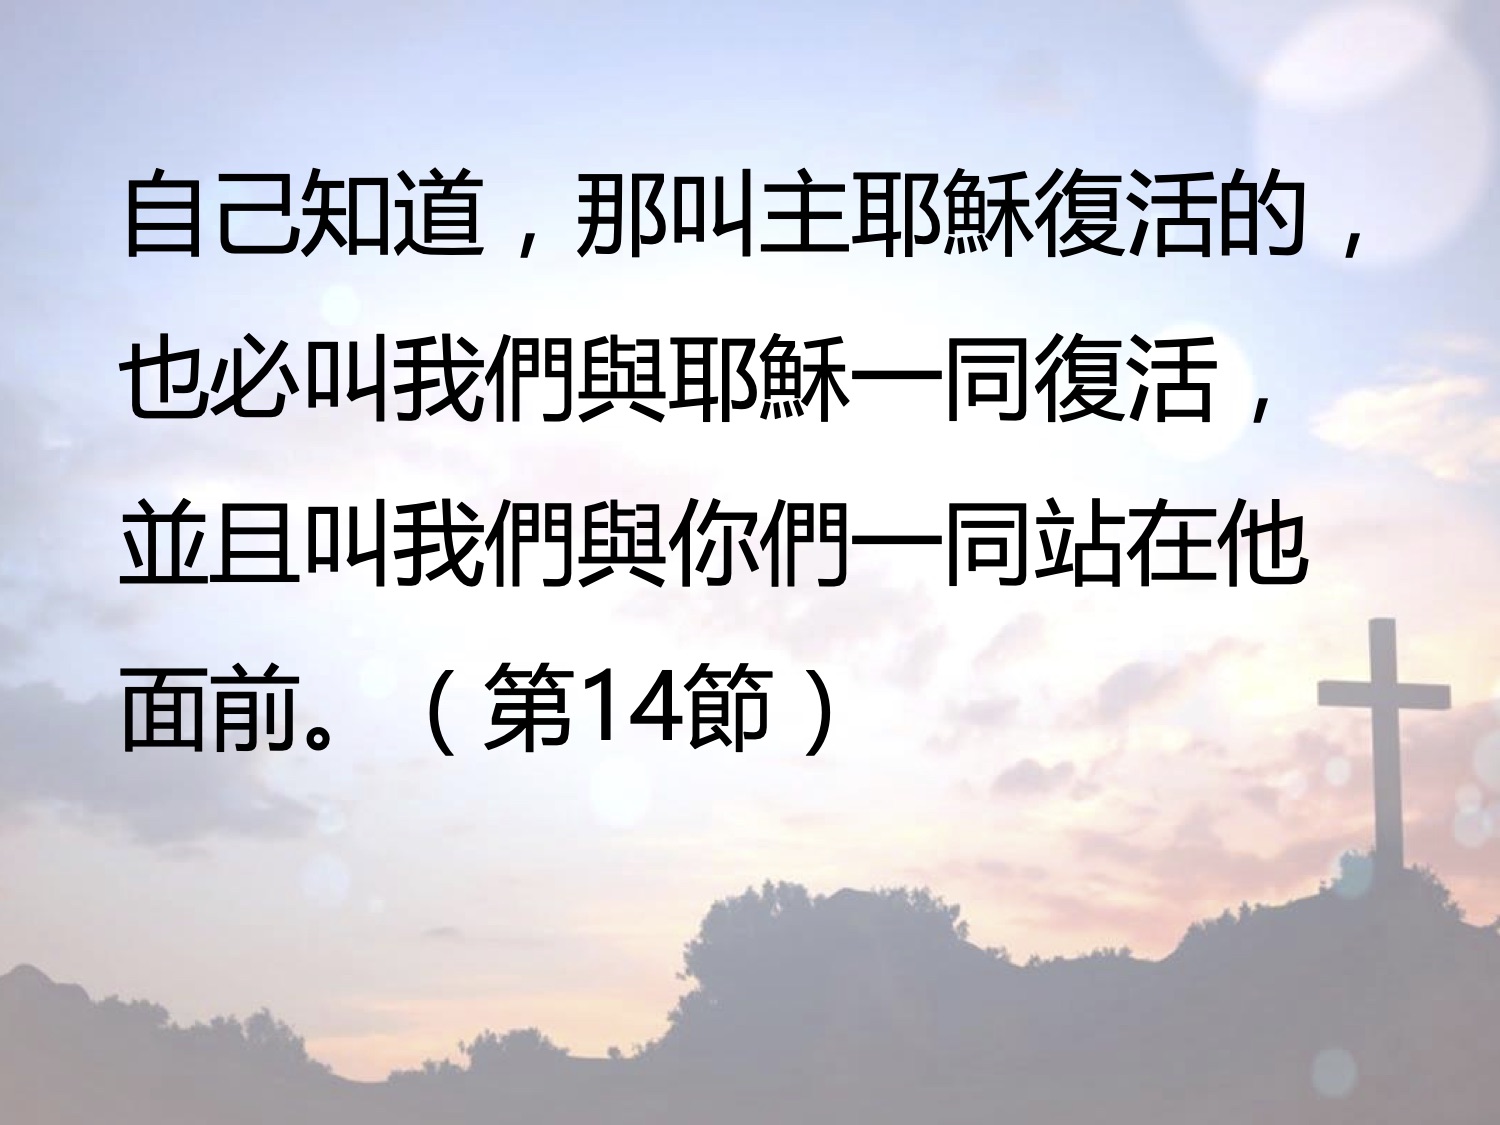 自己知道，那叫主耶穌復活的，
也必叫我們與耶穌一同復活，
並且叫我們與你們一同站在他
面前。（第14節）